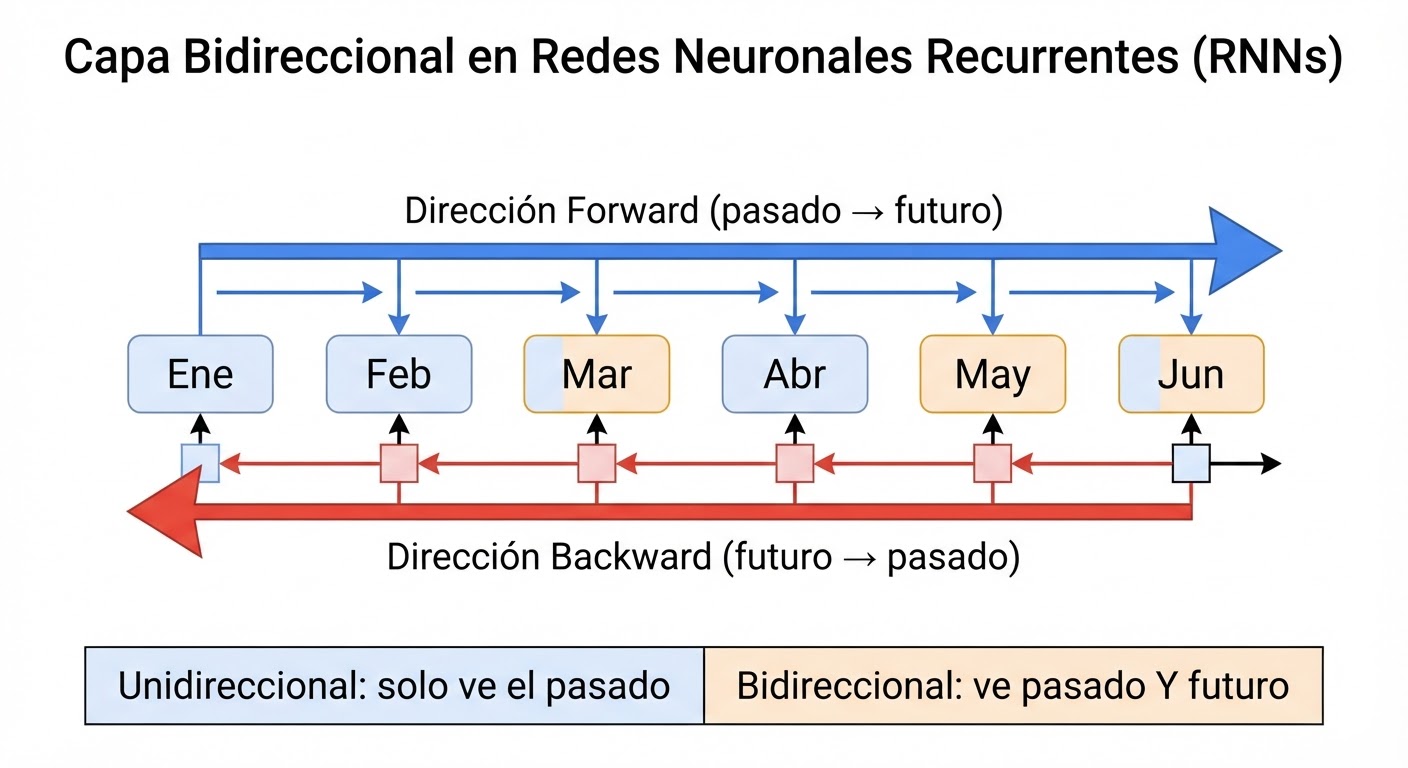 Capa Bidireccional en Redes Neuronales Recurrentes (RNNs)
Dirección Forward (pasado → futuro)
Ene Feb Mar Abr May Jun
Dirección Backward (futuro → pasado)
Unidireccional: solo ve el pasado
Bidireccional: ve pasado Y futuro